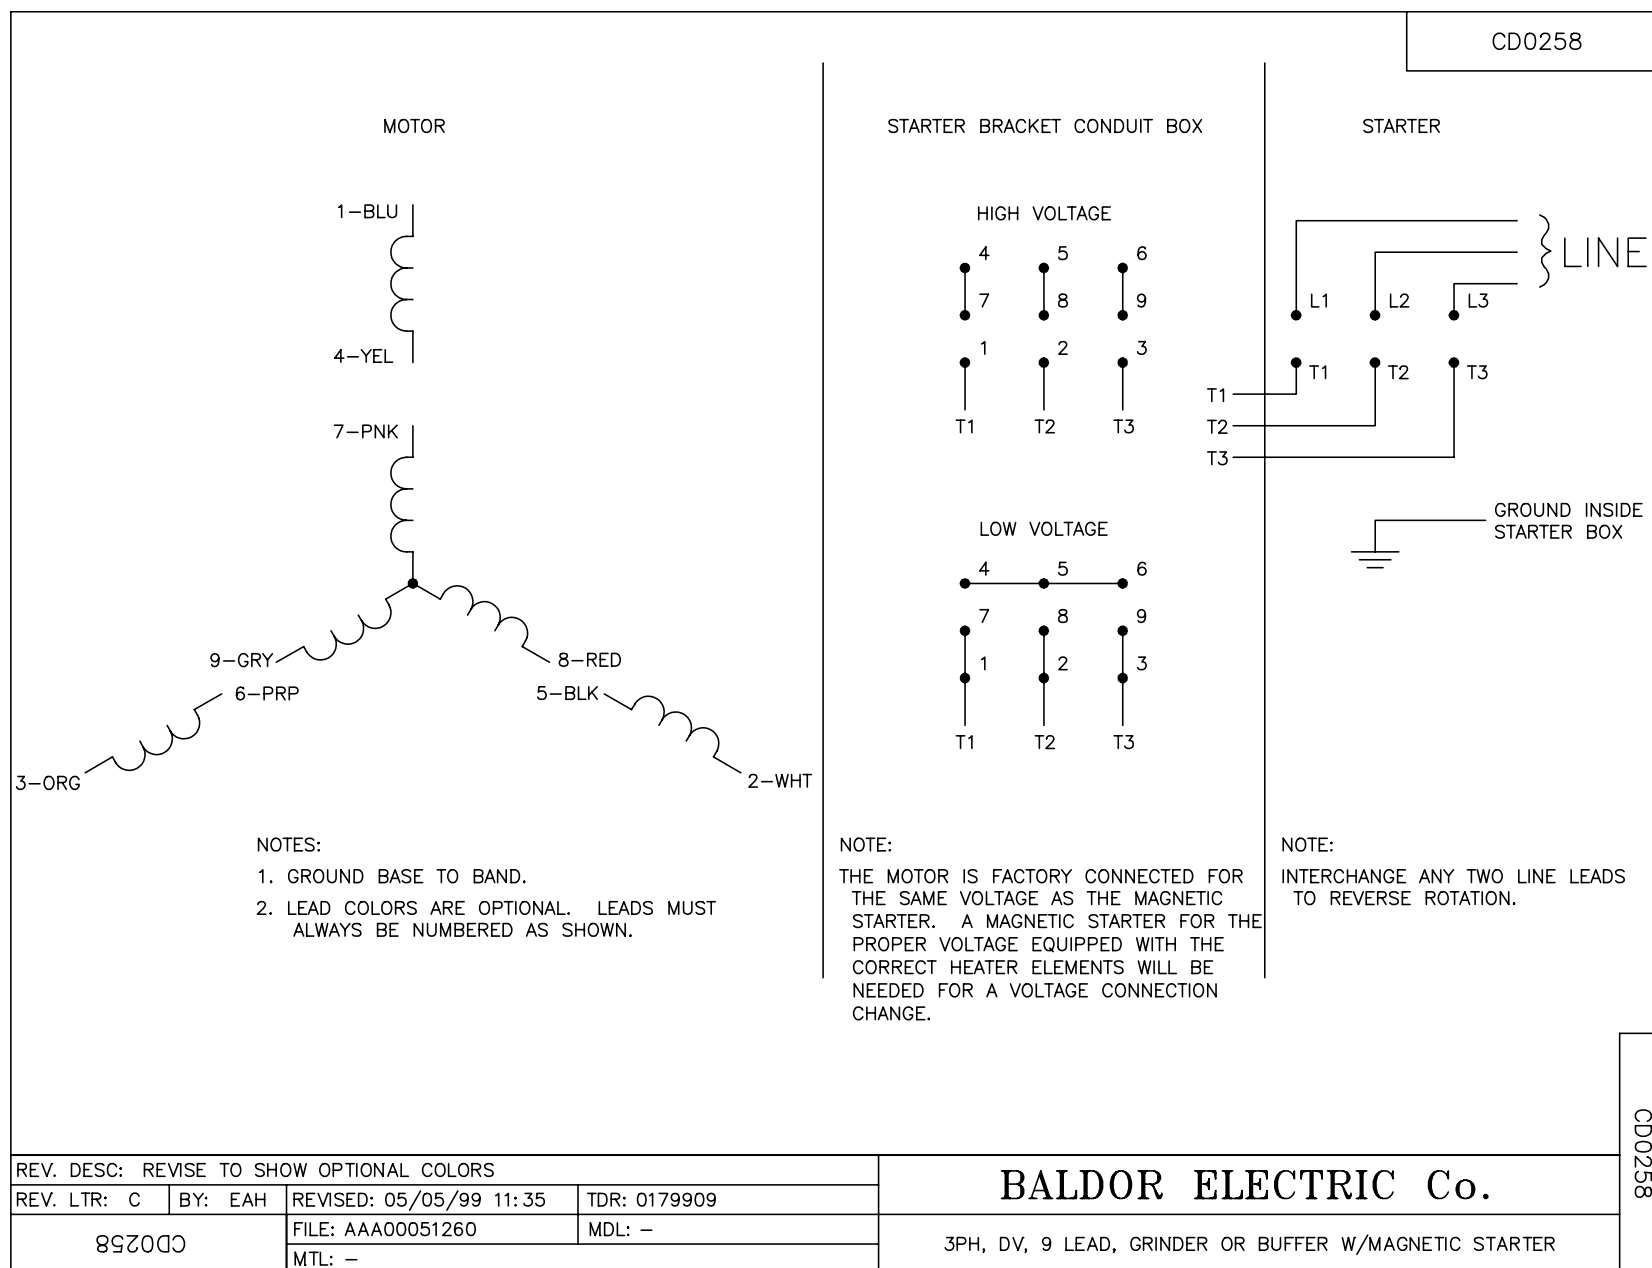 CD0258
MOTOR
1-BLU
4-YEL
7-PNK
9-GRY
8-RED
6-PRP
5-BLK
3-ORG
2-WHT
NOTES:
1. GROUND BASE TO BAND.
2. LEAD COLORS ARE OPTIONAL. LEADS MUST
ALWAYS BE NUMBERED AS SHOWN.
STARTER BRACKET CONDUIT BOX
HIGH VOLTAGE
4 5 6
7 8 9
1 2 3
T1 T2 T3
LOW VOLTAGE
4 5 6
7 8 9
1 2 3
T1 T2 T3
NOTE:
THE MOTOR IS FACTORY CONNECTED FOR
THE SAME VOLTAGE AS THE MAGNETIC
STARTER. A MAGNETIC STARTER FOR THE
PROPER VOLTAGE EQUIPPED WITH THE
CORRECT HEATER ELEMENTS WILL BE
NEEDED FOR A VOLTAGE CONNECTION
CHANGE.
STARTER
LINE
L1 L2 L3
T1 T2 T3
T1
T2
T3
GROUND INSIDE
STARTER BOX
NOTE:
INTERCHANGE ANY TWO LINE LEADS
TO REVERSE ROTATION.
CD0258
REV. DESC: REVISE TO SHOW OPTIONAL COLORS
REV. LTR: C BY: EAH REVISED: 05/05/99 11:35 TDR: 0179909
CD0258
FILE: AAA00051260 MDL: -
MTL: -
BALDOR ELECTRIC Co.
3PH, DV, 9 LEAD, GRINDER OR BUFFER W/MAGNETIC STARTER